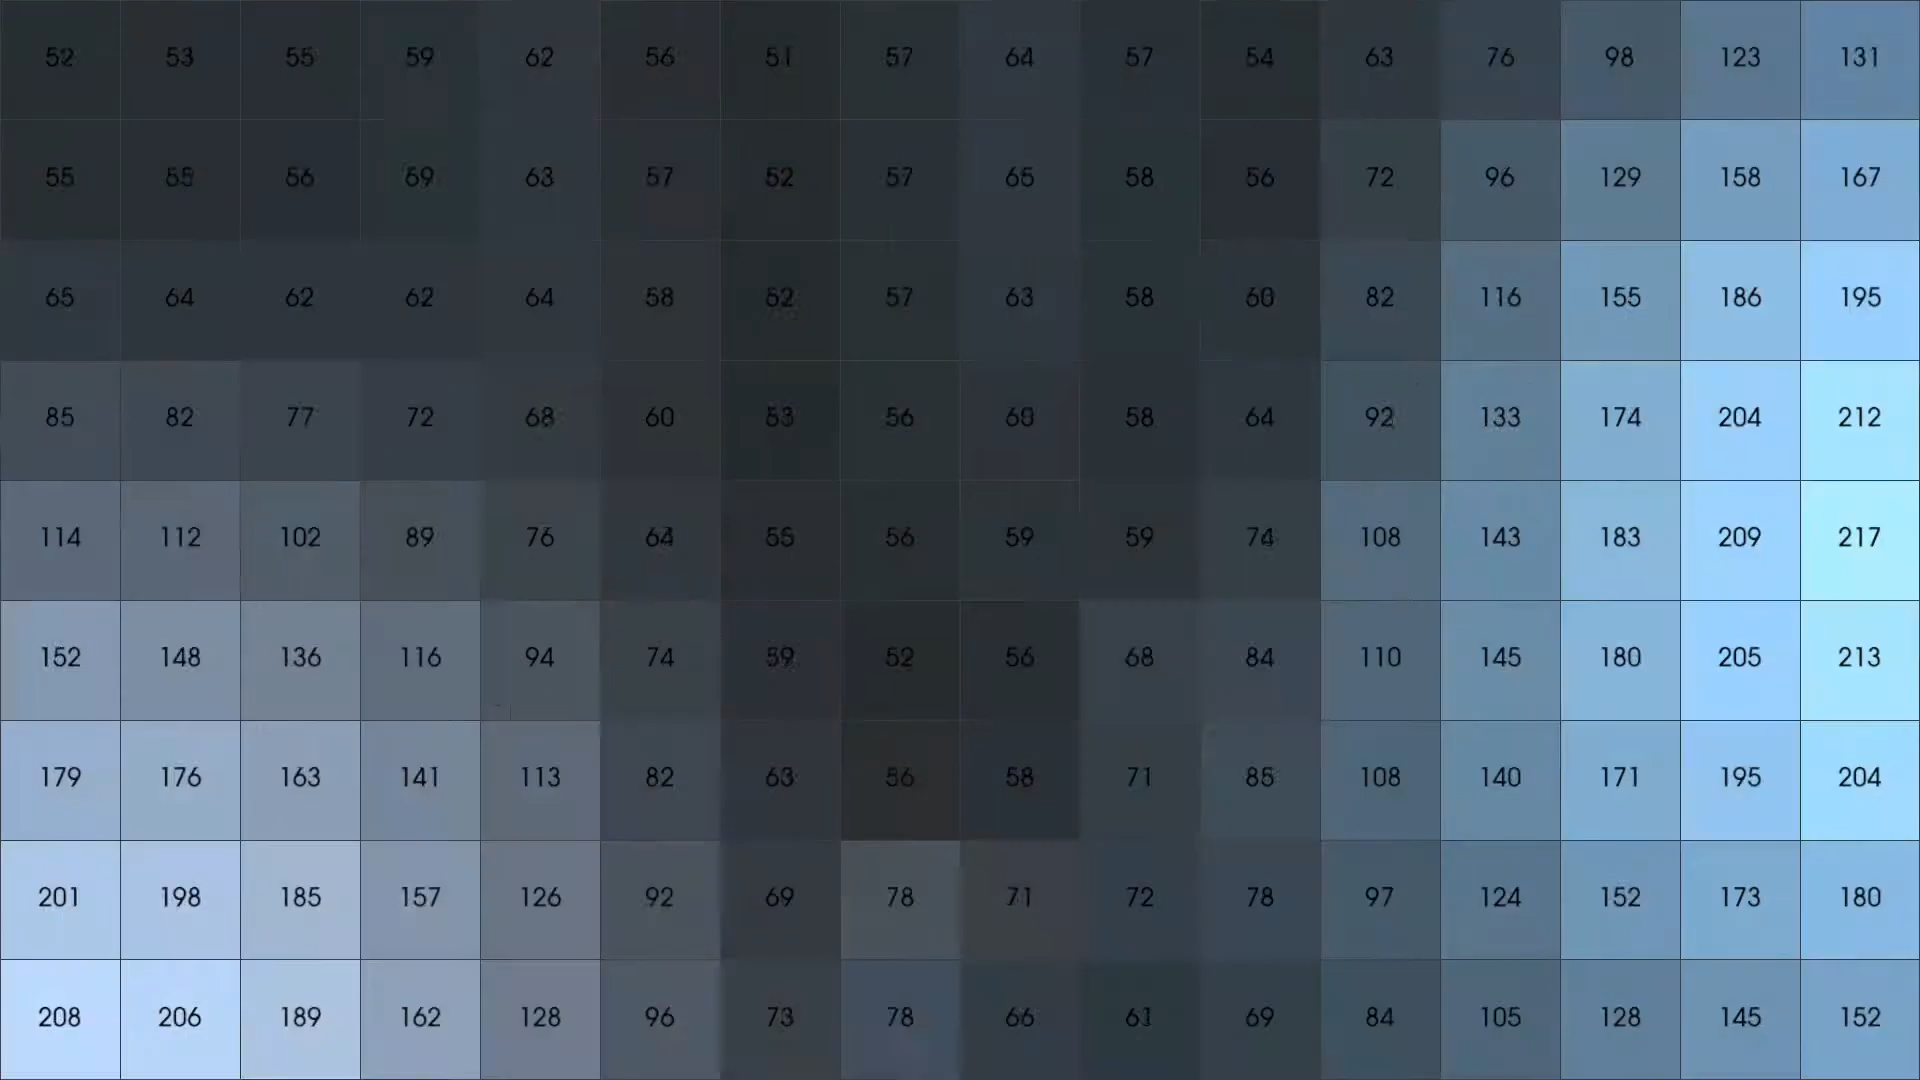 52 53 55 59 62 56 51 57 64 57 54 63 76 98 123 131
55 55 56 59 63 57 52 57 65 58 56 72 96 129 158 167
65 64 62 62 64 58 52 57 63 58 60 82 116 155 186 195
85 82 77 72 68 60 53 56 60 58 64 92 133 174 204 212
114 112 102 89 76 64 55 56 59 59 74 108 143 183 209 217
152 148 136 116 94 74 59 52 56 68 84 110 145 180 205 213
179 176 163 141 113 82 63 56 58 71 85 108 140 171 195 204
201 198 185 157 126 92 69 78 71 72 78 97 124 152 173 180
208 206 189 162 128 96 73 78 66 61 69 84 105 128 145 152